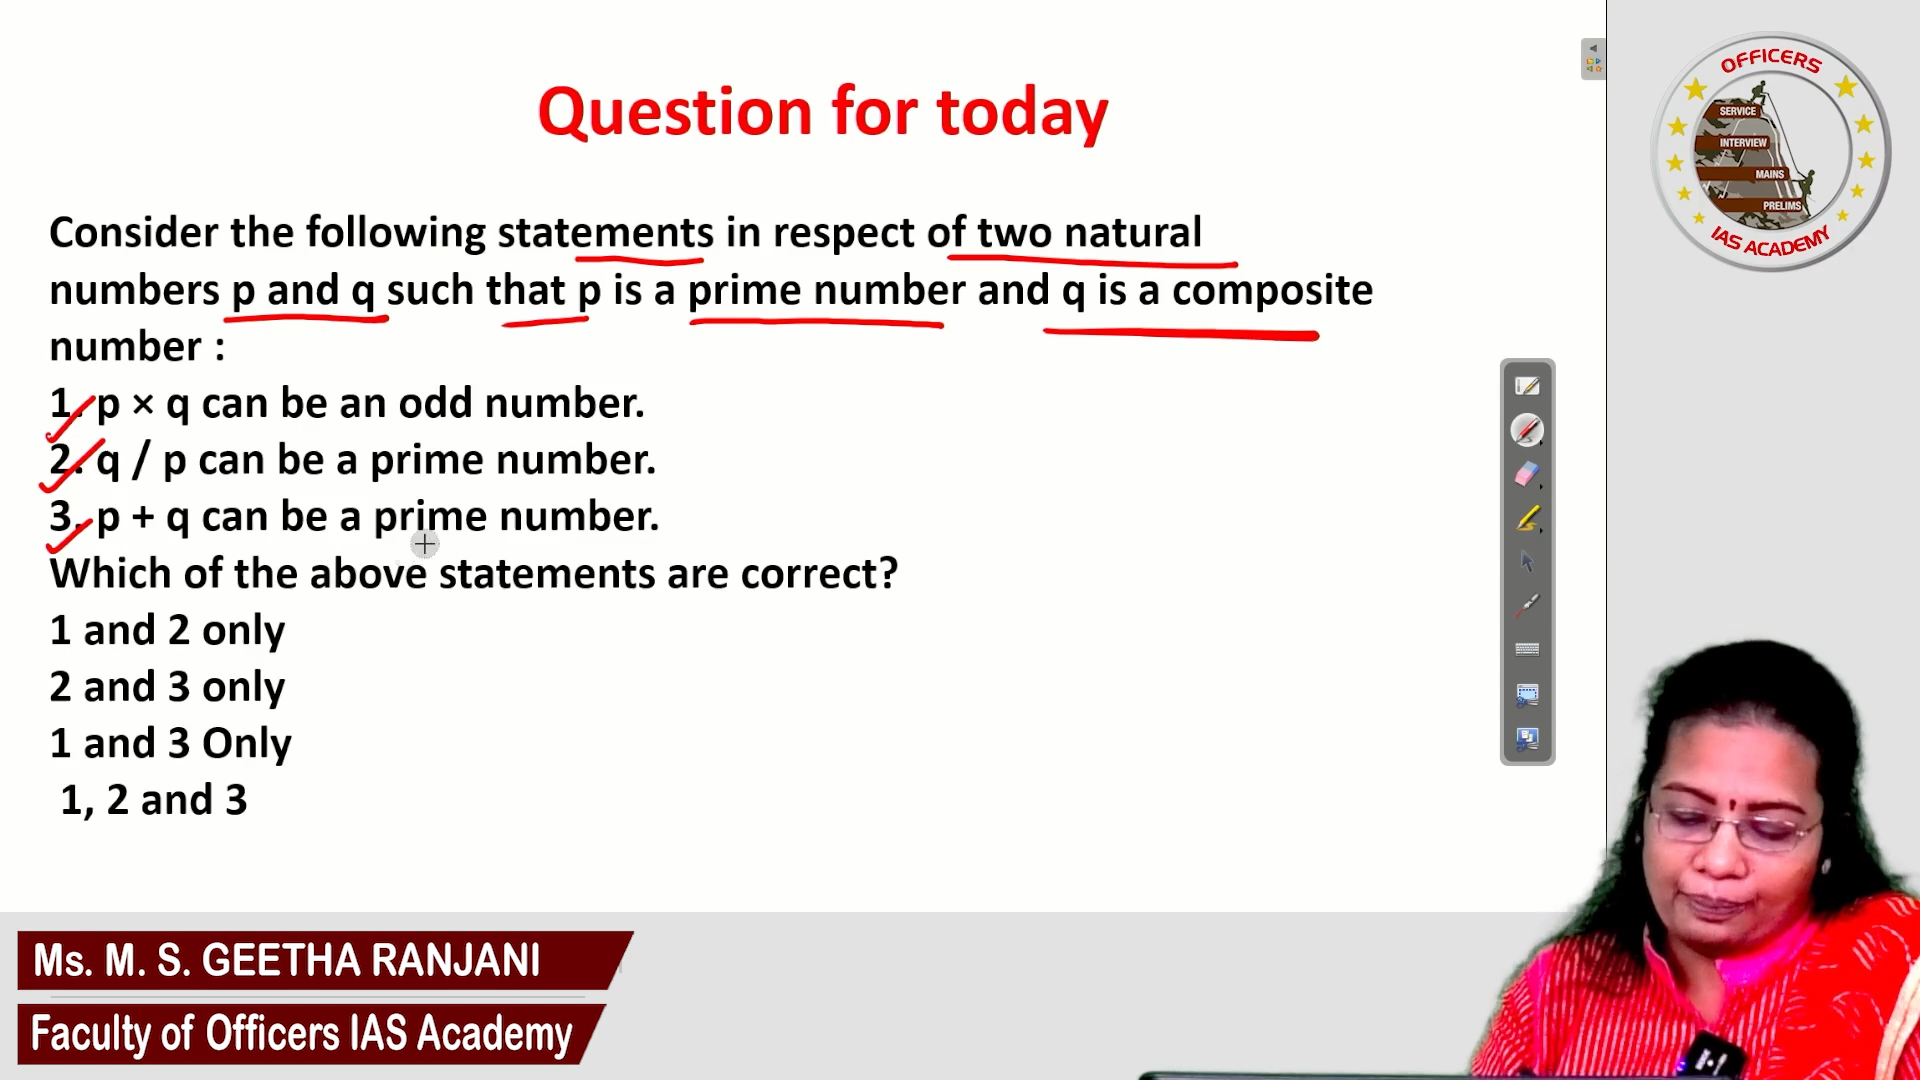 Question for today
OFFICERS
SERVICE
INTERVIEW
MAINS
PRELIMS
IAS ACADEMY
Consider the following statements in respect of two natural
numbers p and q such that p is a prime number and q is a composite
number :
1. p × q can be an odd number.
2. q / p can be a prime number.
3. p + q can be a prime number.
Which of the above statements are correct?
1 and 2 only
2 and 3 only
1 and 3 Only
1, 2 and 3
Ms. M. S. GEETHA RANJANI
Faculty of Officers IAS Academy